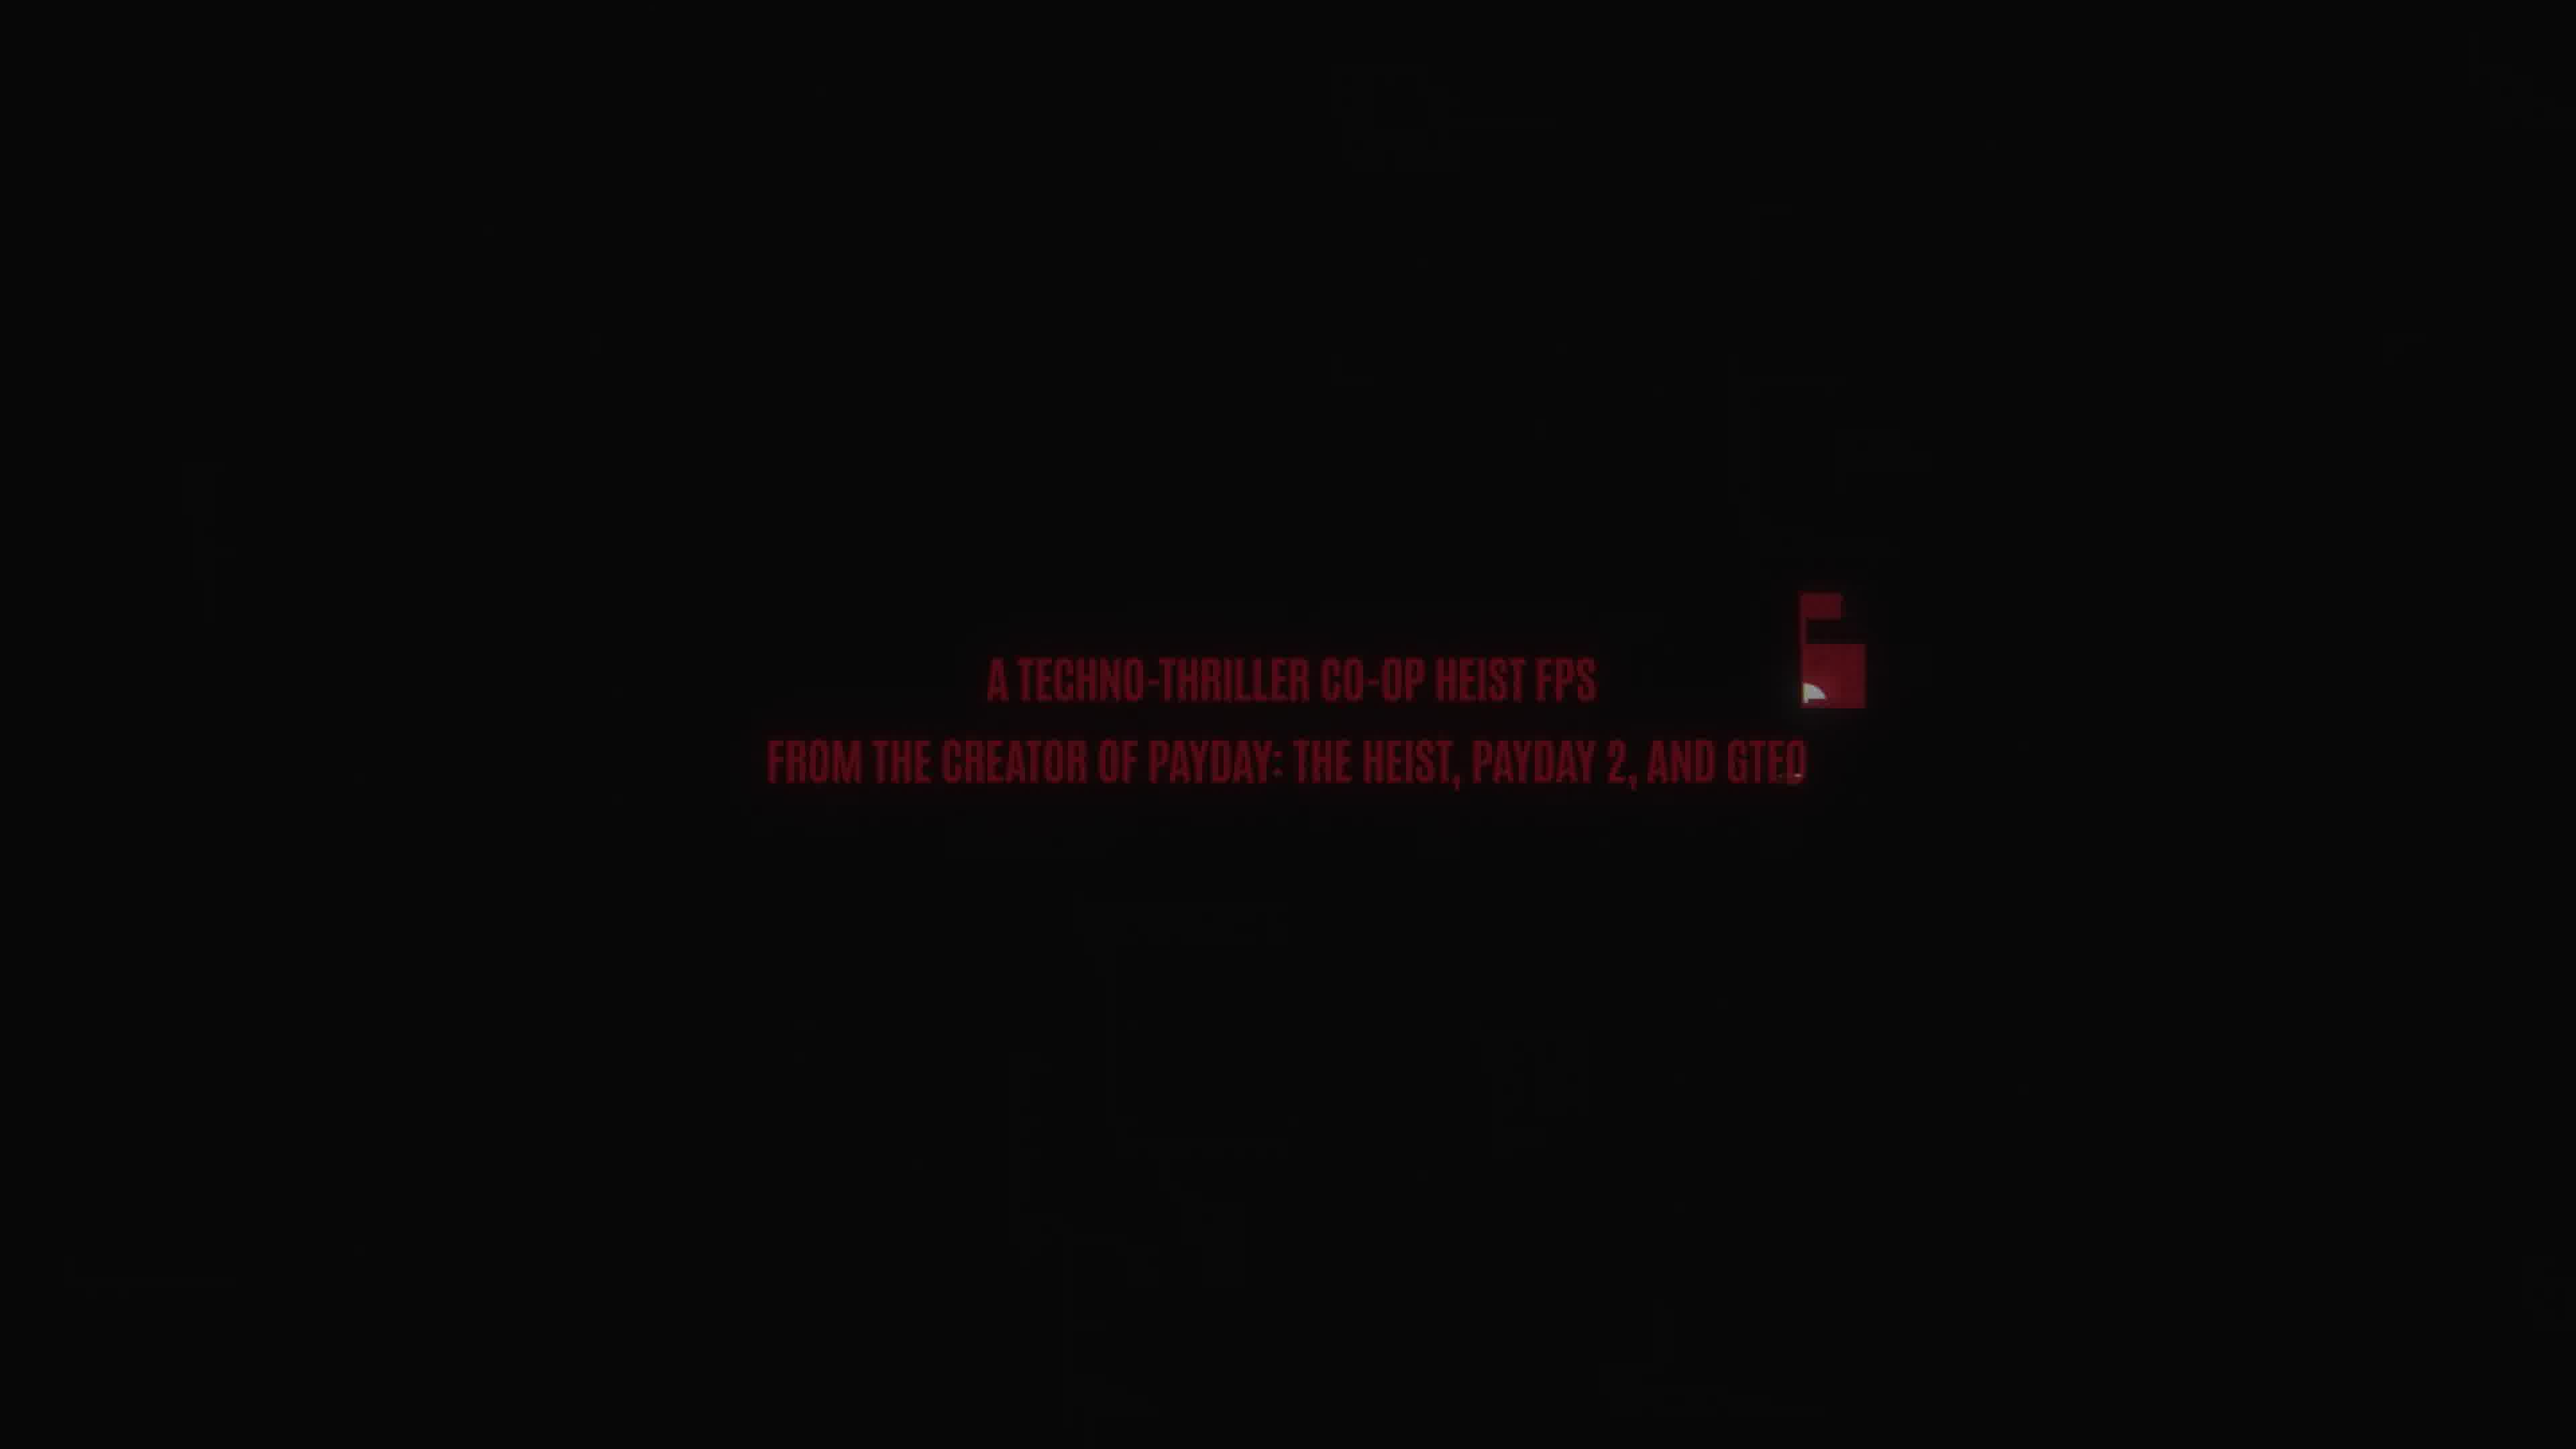 A TECHNO-THRILLER CO-OP HEIST FPS
FROM THE CREATOR OF PAYDAY: THE HEIST, PAYDAY 2, AND GTFO